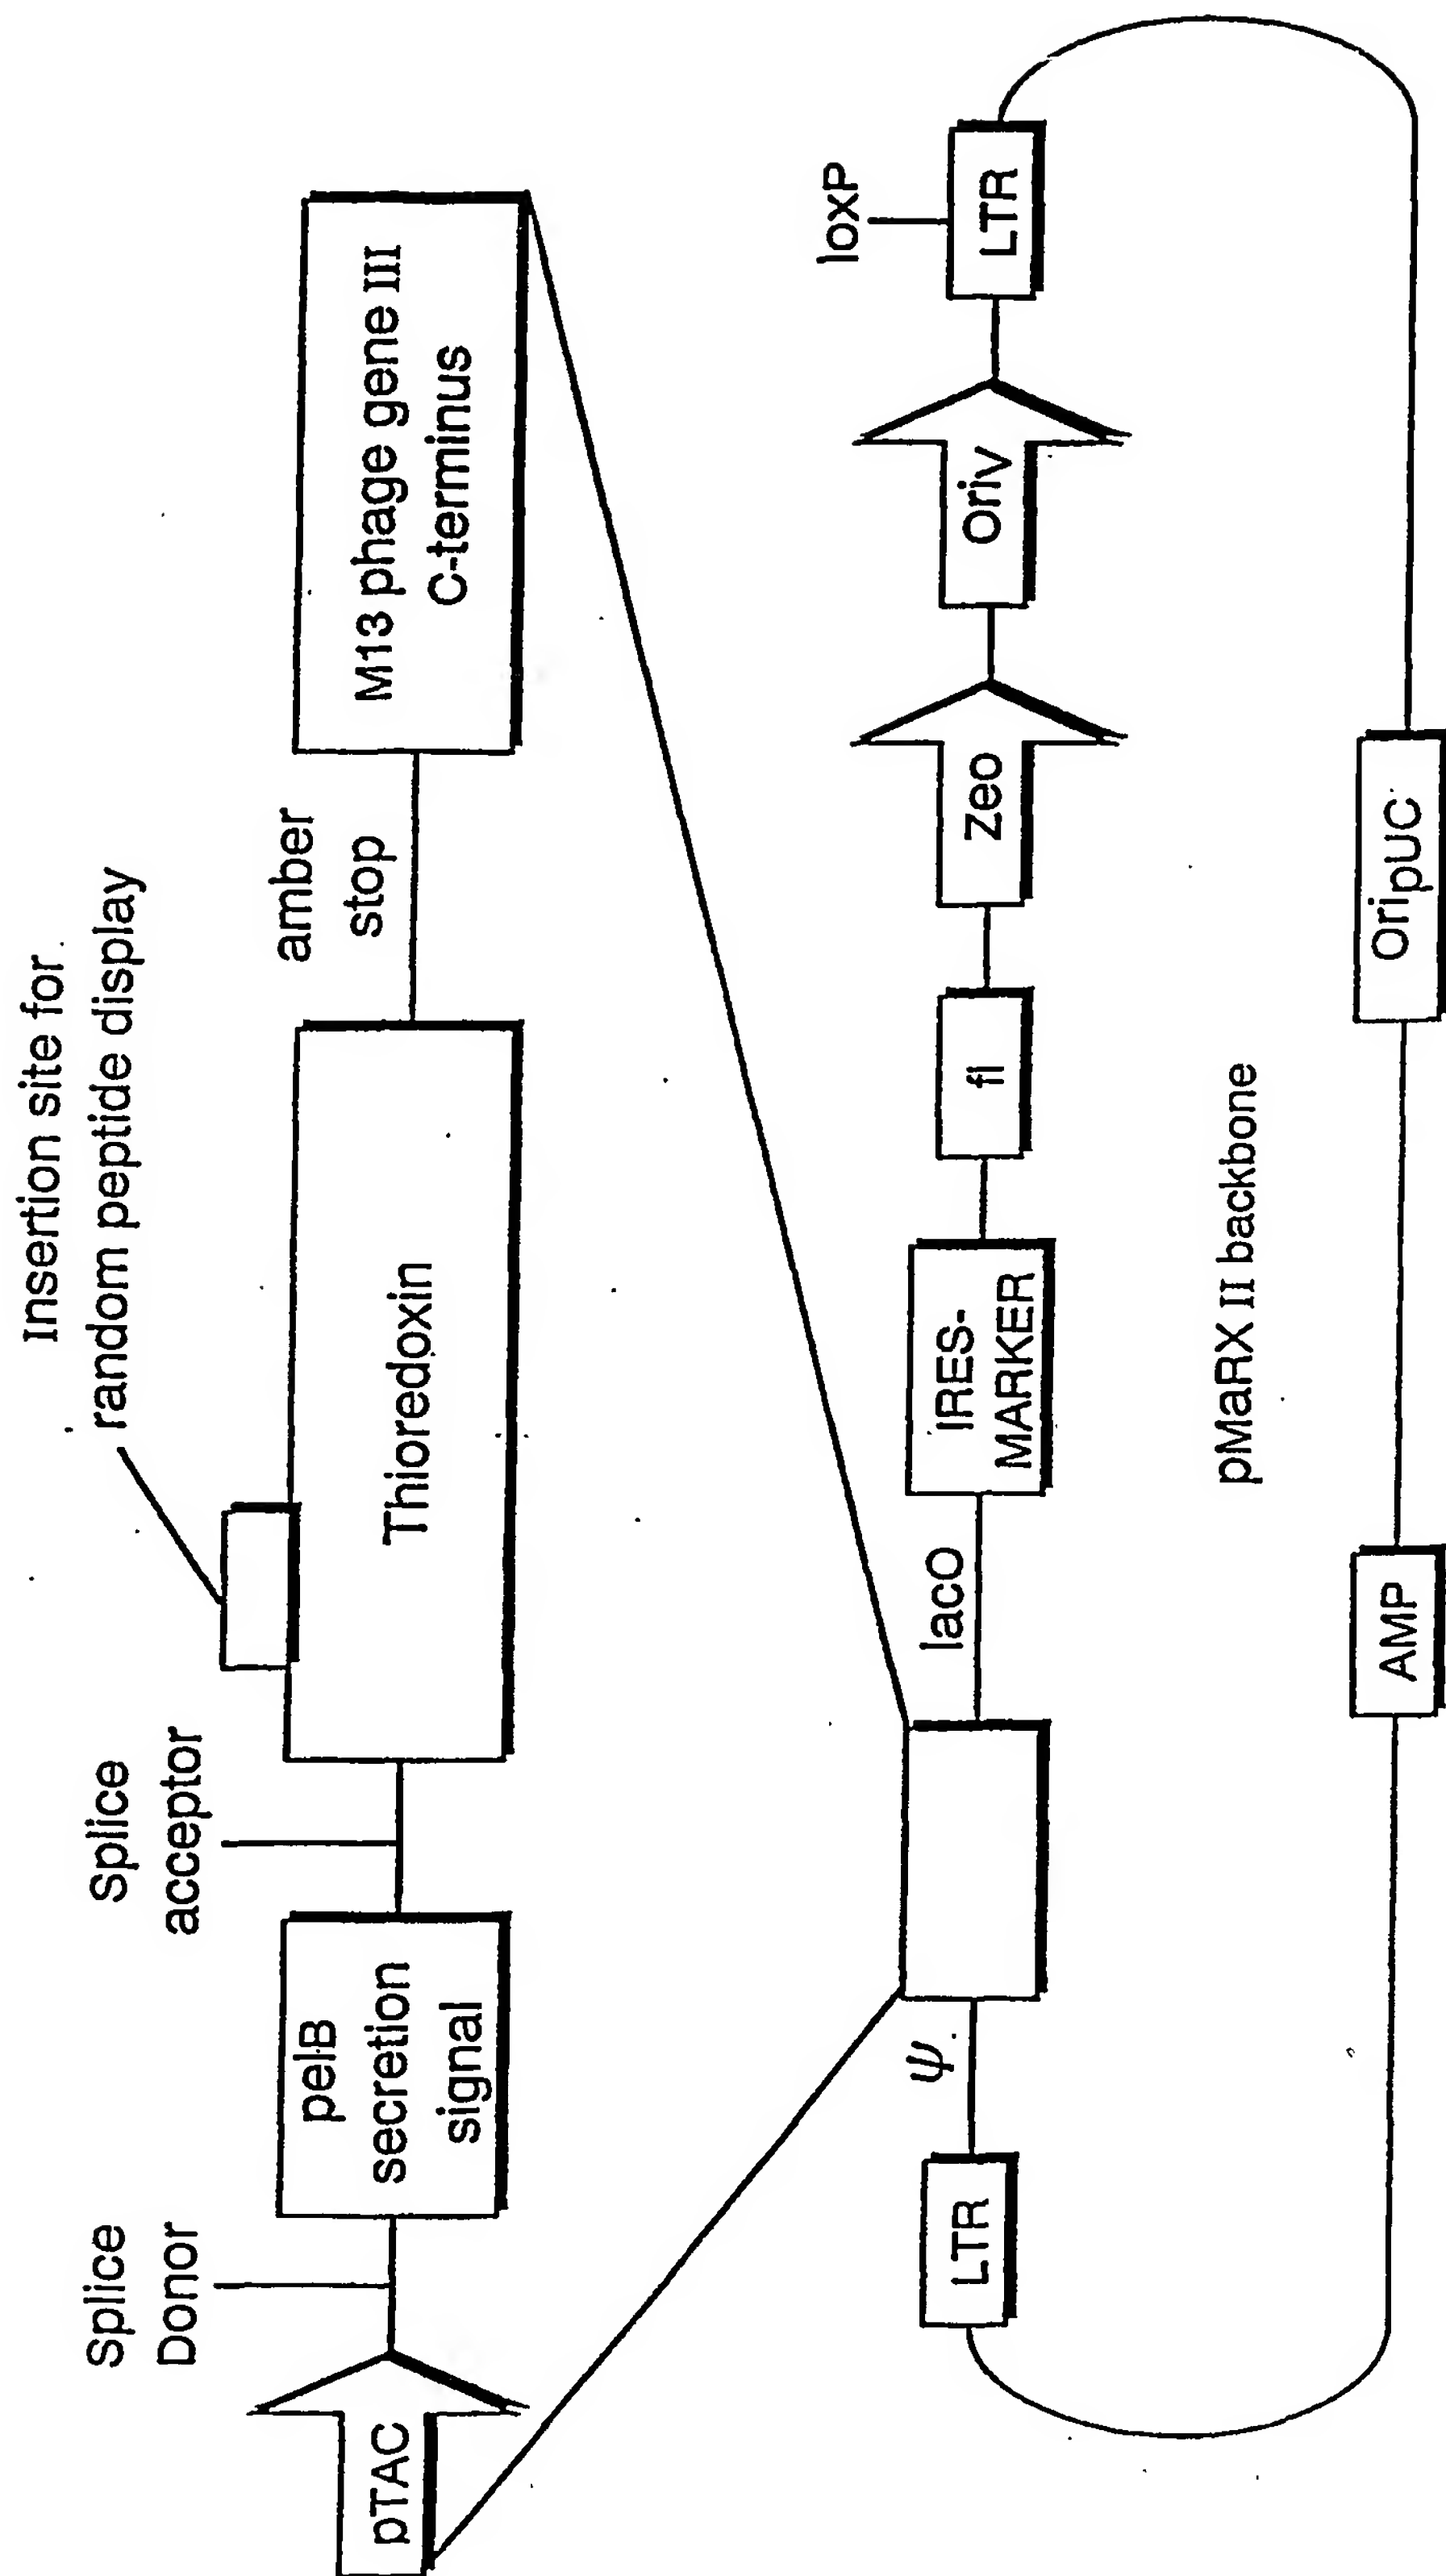 Insertion site for
random peptide display
Splice
Donor
Splice
acceptor
amber
stop
pTAC
pelB
secretion
signal
Thioredoxin
M13 phage gene III
C-terminus
loxP
LTR
ψ
lacO
IRES-
MARKER
fl
Zeo
oriV
LTR
pMaRX II backbone
AMP
OripUC